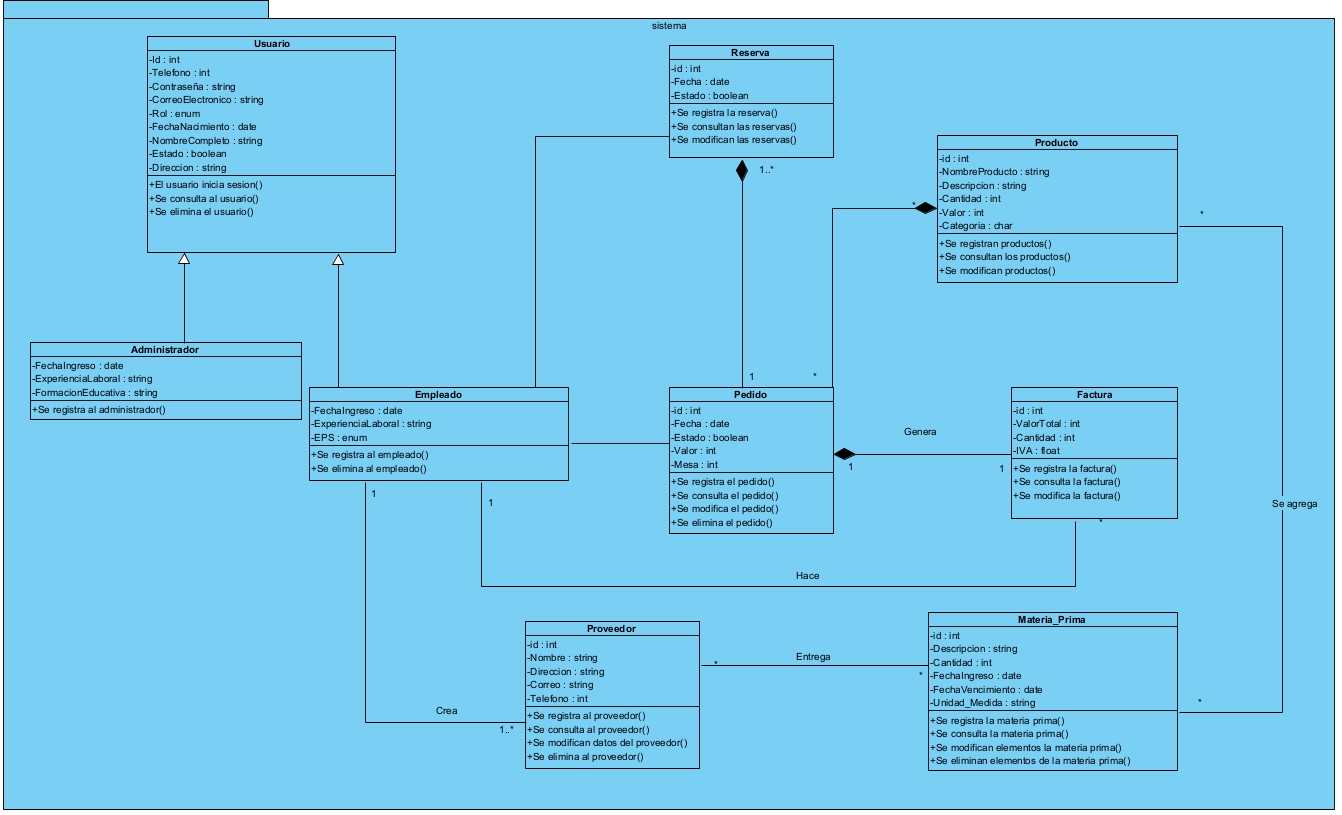 sistema
Usuario
-Id : int
-Telefono : int
-Contraseña : string
-CorreoElectronico : string
-Rol : enum
-FechaNacimiento : date
-NombreCompleto : string
-Estado : boolean
-Direccion : string
+El usuario inicia sesion()
+Se consulta al usuario()
+Se elimina el usuario()
Reserva
-id : int
-Fecha : date
-Estado : boolean
+Se registra la reserva()
+Se consultan las reservas()
+Se modifican las reservas()
1..*
Producto
-id : int
-NombreProducto : string
-Descripcion : string
-Cantidad : int
-Valor : int
-Categoria : char
+Se registran productos()
+Se consultan los productos()
+Se modifican productos()
*
*
Administrador
-FechaIngreso : date
-ExperienciaLaboral : string
-FormacionEducativa : string
+Se registra al administrador()
Empleado
-FechaIngreso : date
-ExperienciaLaboral : string
-EPS : enum
+Se registra al empleado()
+Se elimina al empleado()
1
1
1
*
Pedido
-id : int
-Fecha : date
-Estado : boolean
-Valor : int
-Mesa : int
+Se registra el pedido()
+Se consulta el pedido()
+Se modifica el pedido()
+Se elimina el pedido()
Genera
1
1
Factura
-id : int
-ValorTotal : int
-Cantidad : int
-IVA : float
+Se registra la factura()
+Se consulta la factura()
+Se modifica la factura()
*
Se agrega
Hace
Proveedor
-id : int
-Nombre : string
-Direccion : string
-Correo : string
-Telefono : int
+Se registra al proveedor()
+Se consulta al proveedor()
+Se modifican datos del proveedor()
+Se elimina al proveedor()
Crea
1..*
*
Entrega
*
Materia_Prima
-id : int
-Descripcion : string
-Cantidad : int
-FechaIngreso : date
-FechaVencimiento : date
-Unidad_Medida : string
+Se registra la materia prima()
+Se consulta la materia prima()
+Se modifican elementos la materia prima()
+Se eliminan elementos de la materia prima()
*